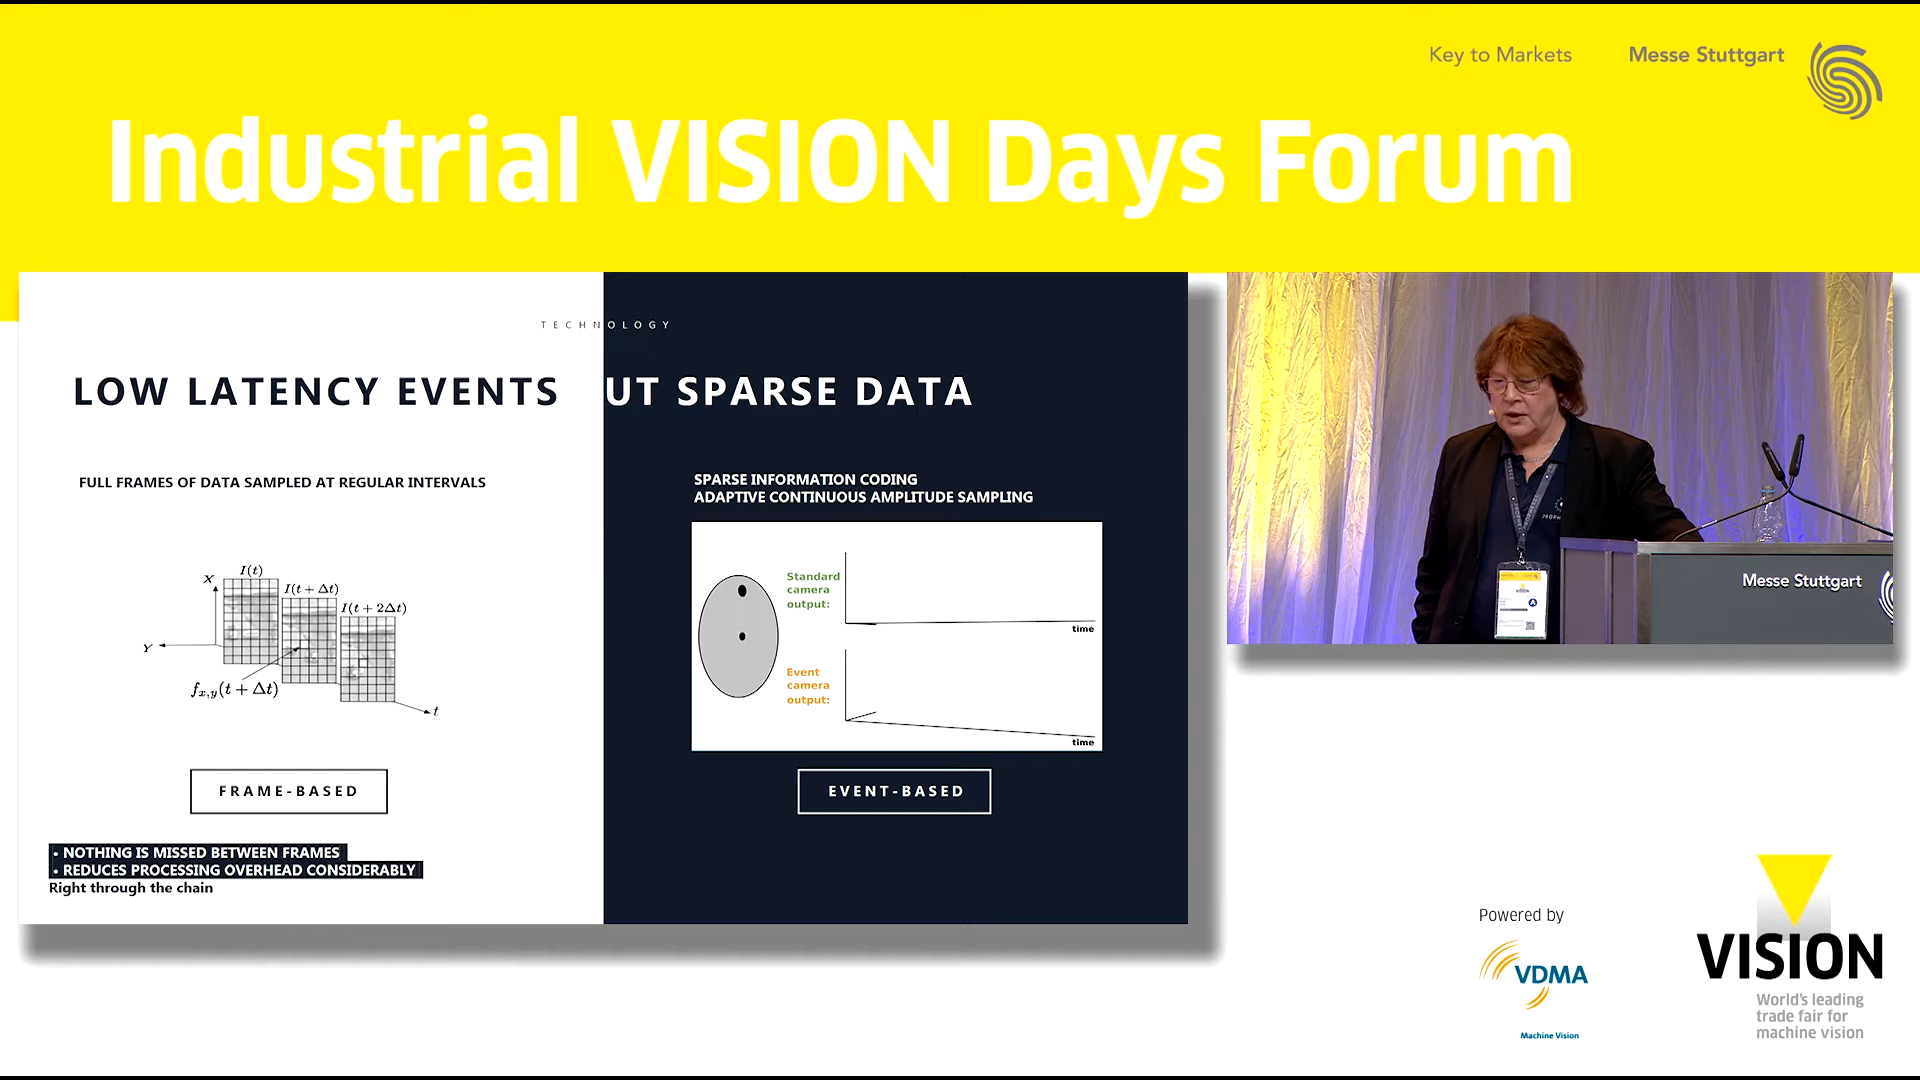 Key to Markets
Messe Stuttgart
Industrial VISION Days Forum
TECHNOLOGY
LOW LATENCY EVENTS UT SPARSE DATA
FULL FRAMES OF DATA SAMPLED AT REGULAR INTERVALS
SPARSE INFORMATION CODING
ADAPTIVE CONTINUOUS AMPLITUDE SAMPLING
X
I(t)
I(t + Δt)
I(t + 2Δt)
Y
f_{x,y}(t + Δt)
t
Standard
camera
output:
time
Event
camera
output:
time
FRAME-BASED
EVENT-BASED
• NOTHING IS MISSED BETWEEN FRAMES
• REDUCES PROCESSING OVERHEAD CONSIDERABLY
Right through the chain
Messe Stuttgart
Powered by
VDMA
Machine Vision
VISION
World's leading
trade fair for
machine vision